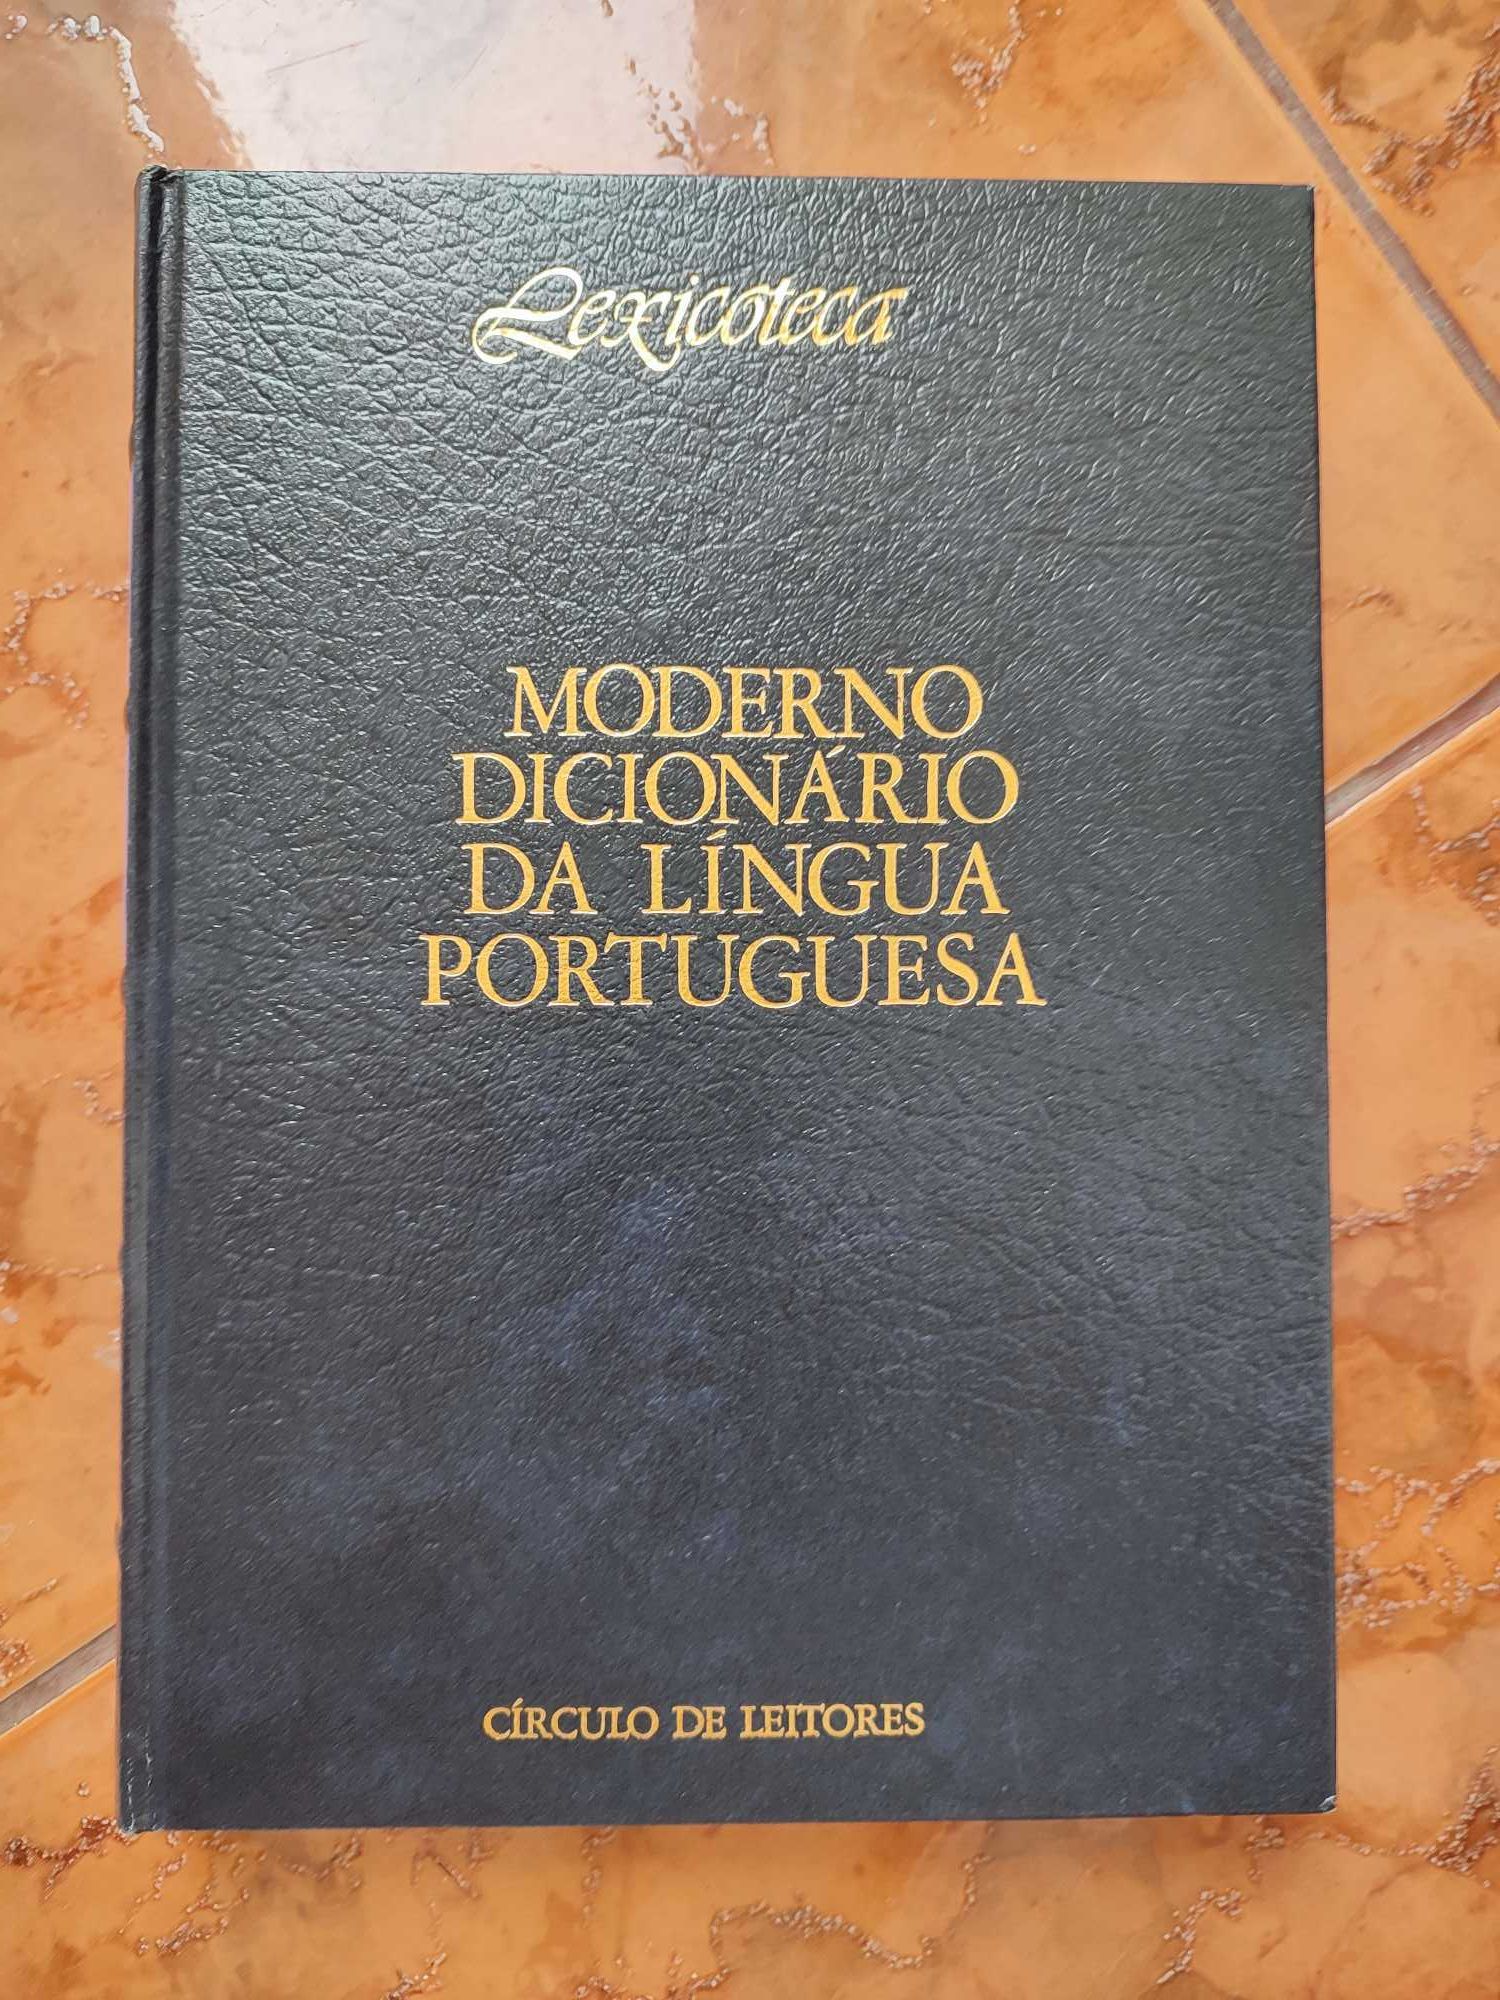 Lexicoteca
MODERNO
DICIONÁRIO
DA LÍNGUA
PORTUGUESA
CÍRCULO DE LEITORES